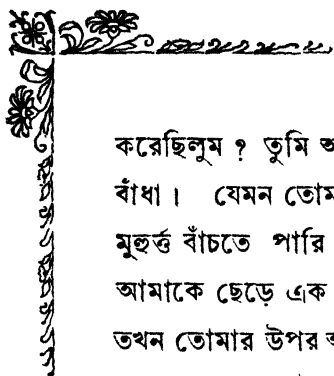 করেছিলুম ? তুমি
বাঁধা । যেমন
মুহুর্ত্ত বাঁচতে পারি
আমাকে ছেড়ে এক
তখন তোমার উপর